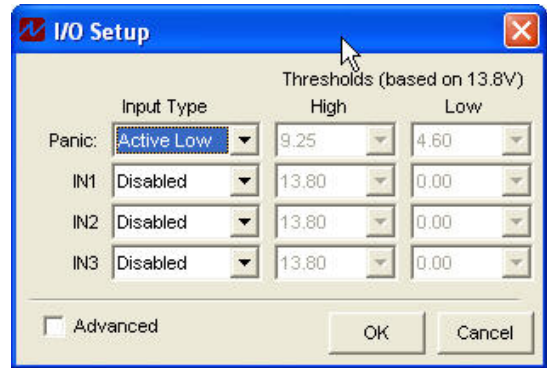 I/O Setup
Thresholds (based on 13.8V)
Input Type High Low
Panic: Active Low 9.25 4.60
IN1 Disabled 13.80 0.00
IN2 Disabled 13.80 0.00
IN3 Disabled 13.80 0.00
Advanced OK Cancel